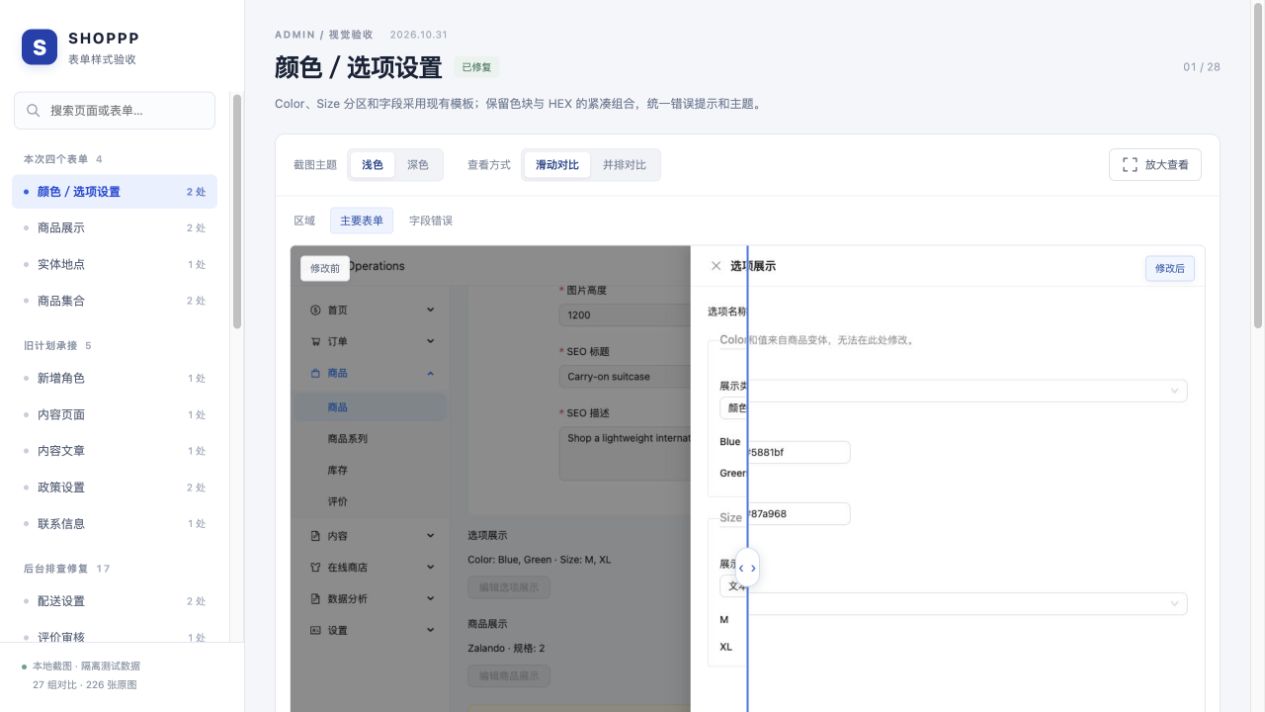 S
SHOPPP
表单样式验收
搜索页面或表单...
本次四个表单 4
颜色 / 选项设置 2 处
商品展示 2 处
实体地点 1 处
商品集合 2 处
旧计划承接 5
新增角色 1 处
内容页面 1 处
内容文章 1 处
政策设置 2 处
联系信息 1 处
后台排查修复 17
配送设置 2 处
评价审核 1 处
本地截图 · 隔离测试数据
27 组对比 · 226 张原图
ADMIN / 视觉验收 2026.10.31
颜色 / 选项设置 已修复
01 / 28
Color、Size 分区和字段采用现有模板；保留色块与 HEX 的紧凑组合，统一错误提示和主题。
截图主题 浅色 深色 查看方式 滑动对比 并排对比
放大查看
区域 主要表单 字段错误
修改前
Operations
首页
订单
商品
商品
商品系列
库存
评价
内容
在线商店
数据分析
设置
* 图片高度
1200
* SEO 标题
Carry-on suitcase
* SEO 描述
Shop a lightweight internat
选项展示
Color: Blue, Green · Size: M, XL
编辑选项展示
商品展示
Zalando · 规格: 2
编辑商品展示
选项展示
修改后
选项名称
Color
和值来自商品变体，无法在此处修改。
展示类
颜色
Blue
#5881bf
Green
#87a968
Size
展示
文本
M
XL